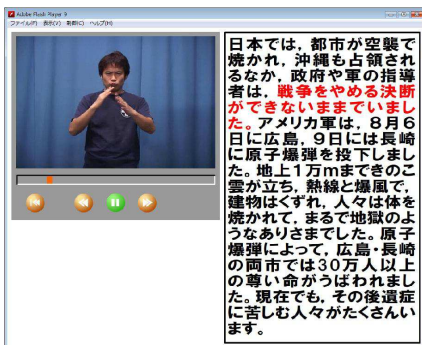 Adobe Flash Player 9
ファイル(F) 表示(V) 制御(C) ヘルプ(H)
日本では，都市が空襲で
焼かれ，沖縄も占領され
るなか，政府や軍の指導
者は，戦争をやめる決断
ができないままでいまし
た。アメリカ軍は，８月６
日に広島，９日には長崎
に原子爆弾を投下しまし
た。地上１万ｍまできのこ
雲が立ち，熱線と爆風で，
建物はくずれ，人々は体を
焼かれて，まるで地獄のよ
うなありさまでした。原子
爆弾によって，広島・長崎
の両市では３０万人以上
の尊い命がうばわれまし
た。現在でも，その後遺症
に苦しむ人々がたくさんい
ます。